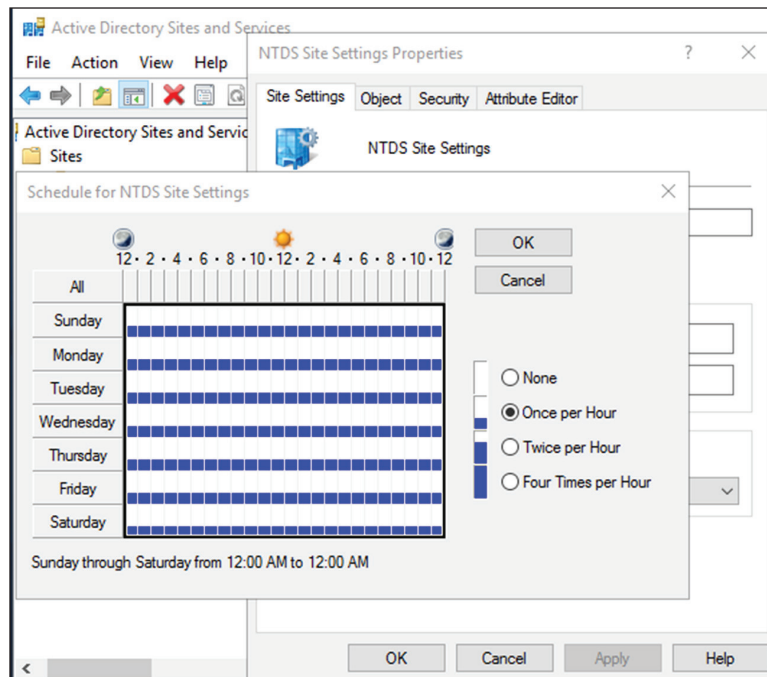 Active Directory Sites and Services
File Action View Help
NTDS Site Settings Properties
? 
Site Settings Object Security Attribute Editor
Active Directory Sites and Servic
Sites
NTDS Site Settings
Schedule for NTDS Site Settings
12 · 2 · 4 · 6 · 8 · 10 · 12 · 2 · 4 · 6 · 8 · 10 · 12
OK
Cancel
All
Sunday
Monday
Tuesday
Wednesday
Thursday
Friday
Saturday
None
Once per Hour
Twice per Hour
Four Times per Hour
Sunday through Saturday from 12:00 AM to 12:00 AM
OK Cancel Apply Help